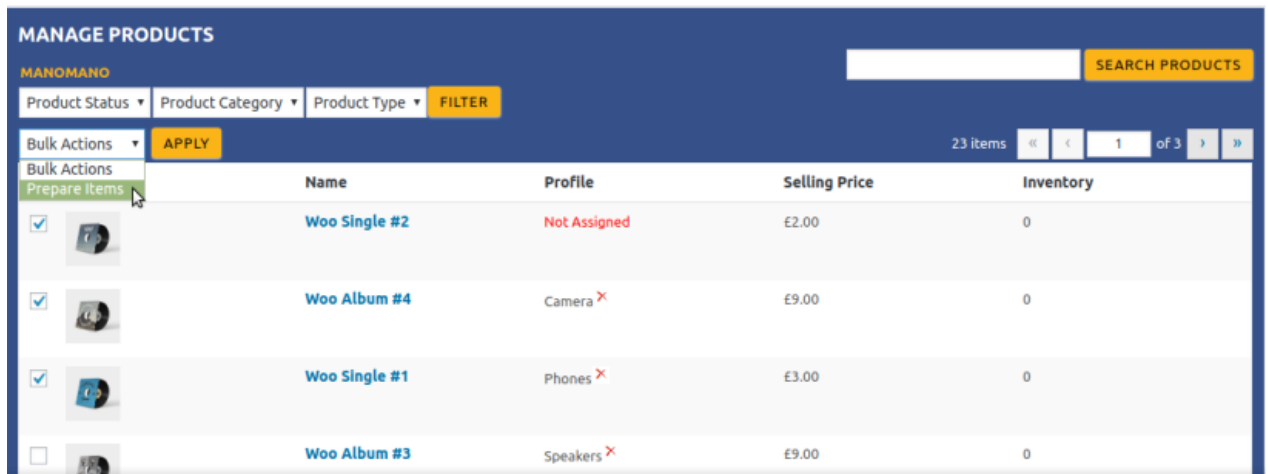 MANAGE PRODUCTS
MANOMANO
SEARCH PRODUCTS
Product Status Product Category Product Type FILTER
Bulk Actions APPLY 23 items « ‹ 1 of 3 › »
Bulk Actions
Prepare Items
Name Profile Selling Price Inventory
Woo Single #2 Not Assigned £2.00 0
Woo Album #4 Camera £9.00 0
Woo Single #1 Phones £3.00 0
Woo Album #3 Speakers £9.00 0